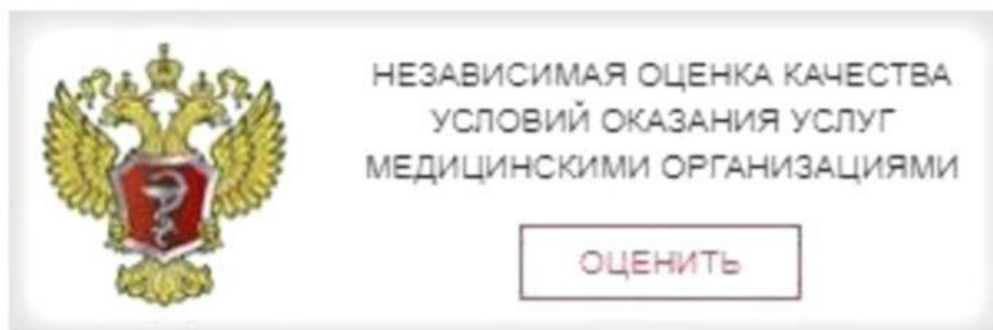 НЕЗАВИСИМАЯ ОЦЕНКА КАЧЕСТВА
УСЛОВИЙ ОКАЗАНИЯ УСЛУГ
МЕДИЦИНСКИМИ ОРГАНИЗАЦИЯМИ
ОЦЕНИТЬ